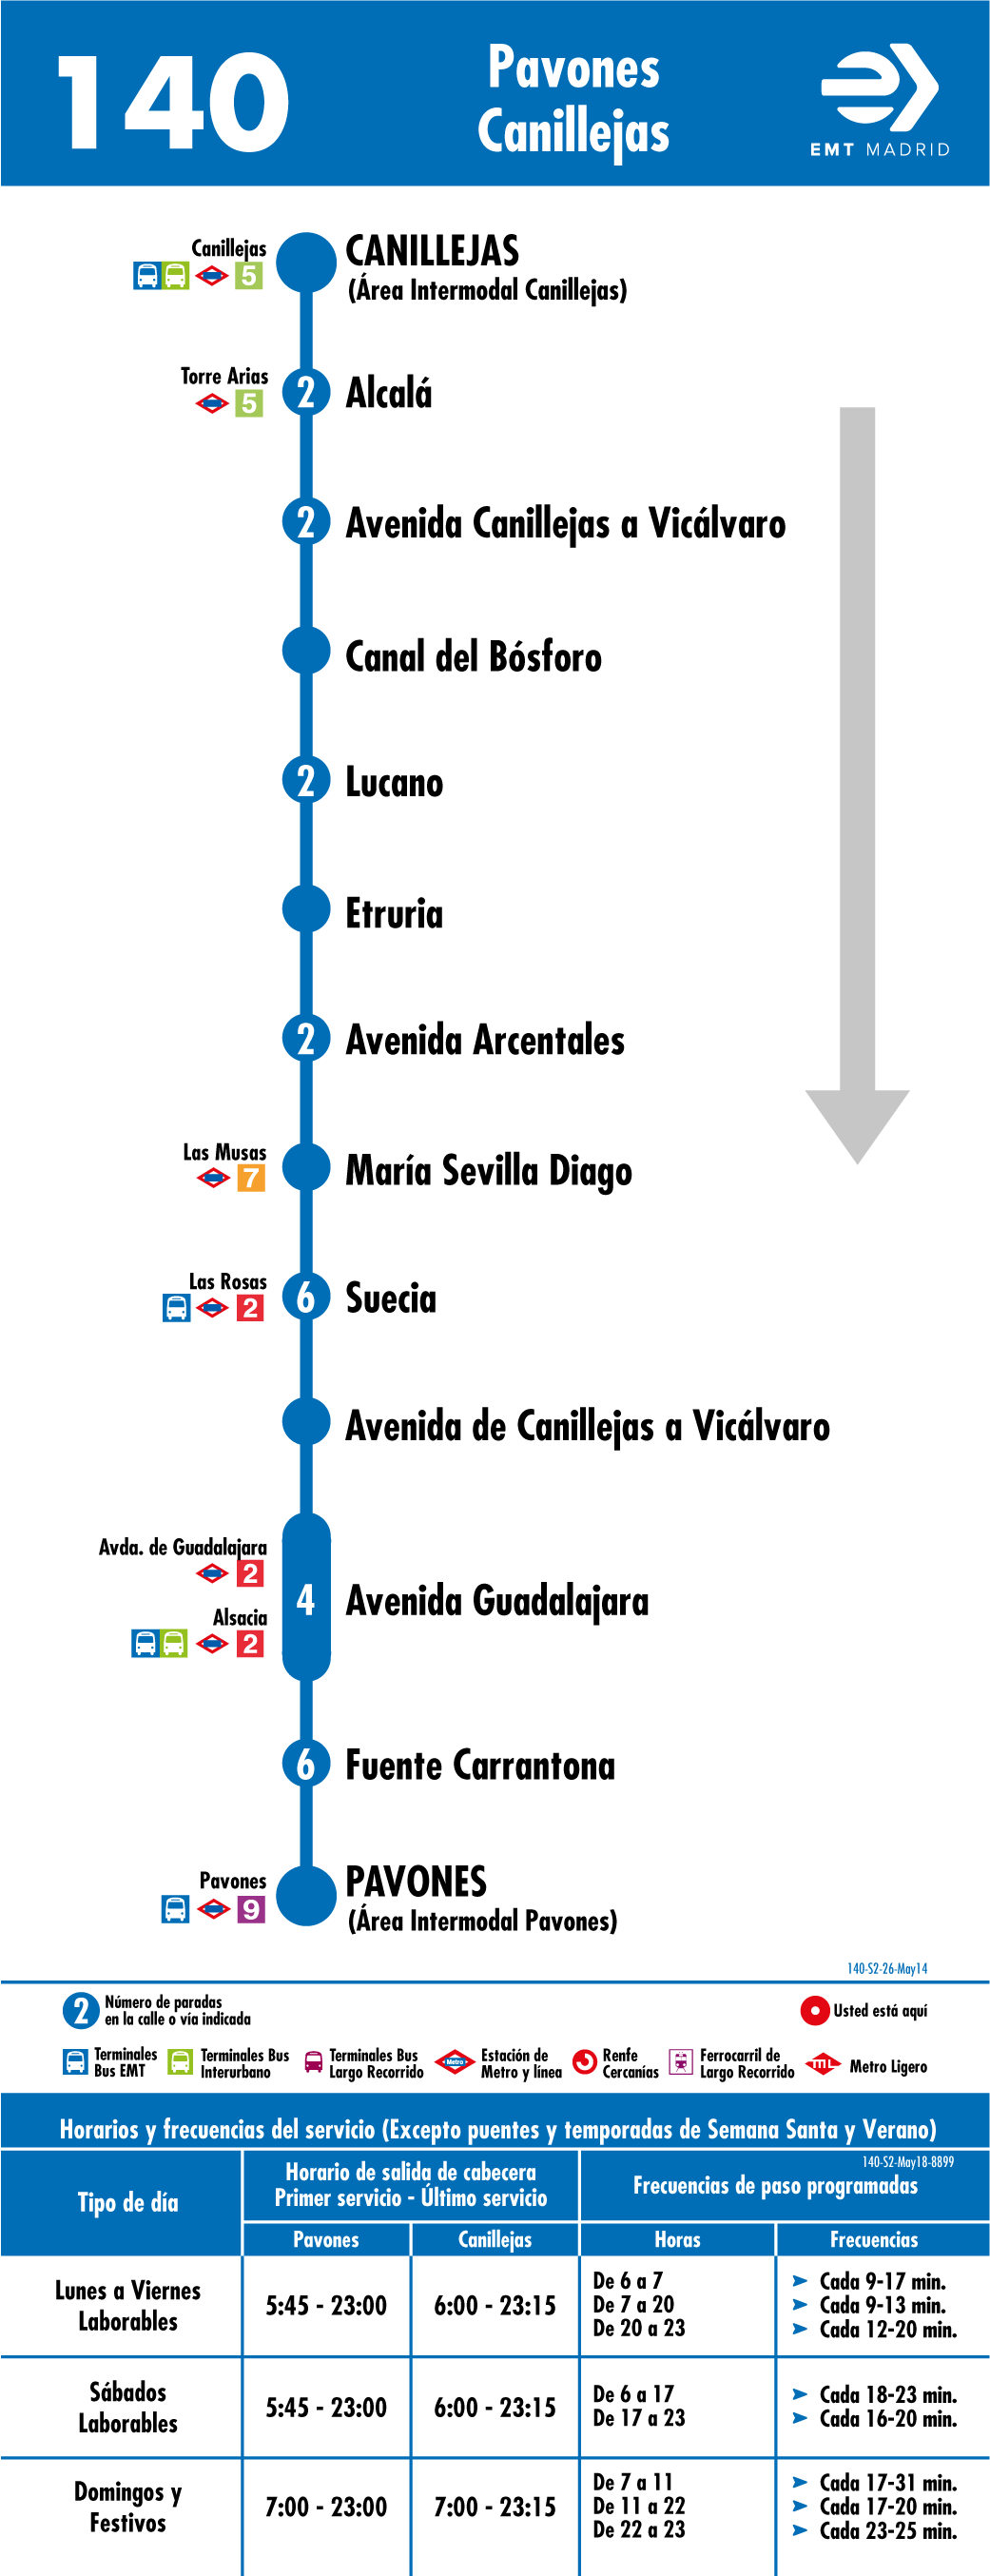 140
Pavones
Canillejas
EMT MADRID
Canillejas
5
CANILLEJAS
(Área Intermodal Canillejas)
Torre Arias
5
2
Alcalá
2
Avenida Canillejas a Vicálvaro
Canal del Bósforo
2
Lucano
Etruria
2
Avenida Arcentales
Las Musas
7
María Sevilla Diago
Las Rosas
2
6
Suecia
Avenida de Canillejas a Vicálvaro
Avda. de Guadalajara
2
Alsacia
2
4
Avenida Guadalajara
6
Fuente Carrantona
Pavones
9
PAVONES
(Área Intermodal Pavones)
140-S2-26-May14
2
Número de paradas
en la calle o vía indicada
Usted está aquí
Terminales
Bus EMT
Terminales Bus
Interurbano
Terminales Bus
Largo Recorrido
Metro
Estación de
Metro y línea
Renfe
Cercanías
Ferrocarril de
Largo Recorrido
ML
Metro Ligero
Horarios y frecuencias del servicio (Excepto puentes y temporadas de Semana Santa y Verano)
140-S2-May18-8899
Tipo de día
Horario de salida de cabecera
Primer servicio - Último servicio
Frecuencias de paso programadas
Pavones
Canillejas
Horas
Frecuencias
Lunes a Viernes
Laborables
5:45 - 23:00
6:00 - 23:15
De 6 a 7
Cada 9-17 min.
De 7 a 20
Cada 9-13 min.
De 20 a 23
Cada 12-20 min.
Sábados
Laborables
5:45 - 23:00
6:00 - 23:15
De 6 a 17
Cada 18-23 min.
De 17 a 23
Cada 16-20 min.
Domingos y
Festivos
7:00 - 23:00
7:00 - 23:15
De 7 a 11
Cada 17-31 min.
De 11 a 22
Cada 17-20 min.
De 22 a 23
Cada 23-25 min.